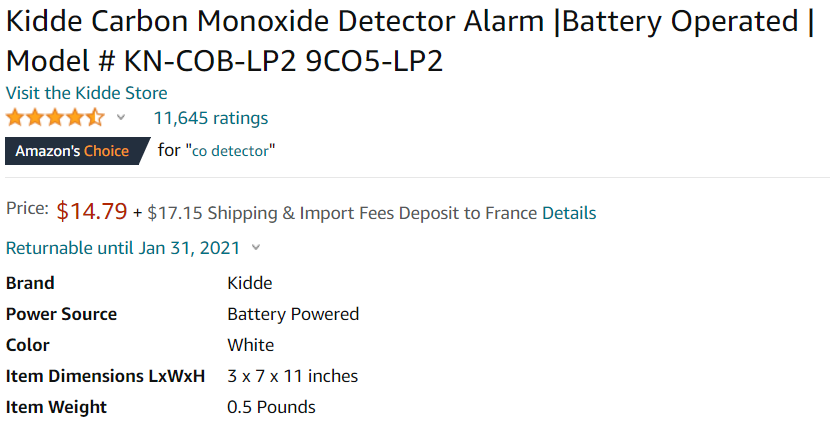 Kidde Carbon Monoxide Detector Alarm |Battery Operated |
Model # KN-COB-LP2 9CO5-LP2
Visit the Kidde Store
11,645 ratings
Amazon's Choice for "co detector"
Price: $14.79 + $17.15 Shipping & Import Fees Deposit to France Details
Returnable until Jan 31, 2021
Brand Kidde
Power Source Battery Powered
Color White
Item Dimensions LxWxH 3 x 7 x 11 inches
Item Weight 0.5 Pounds